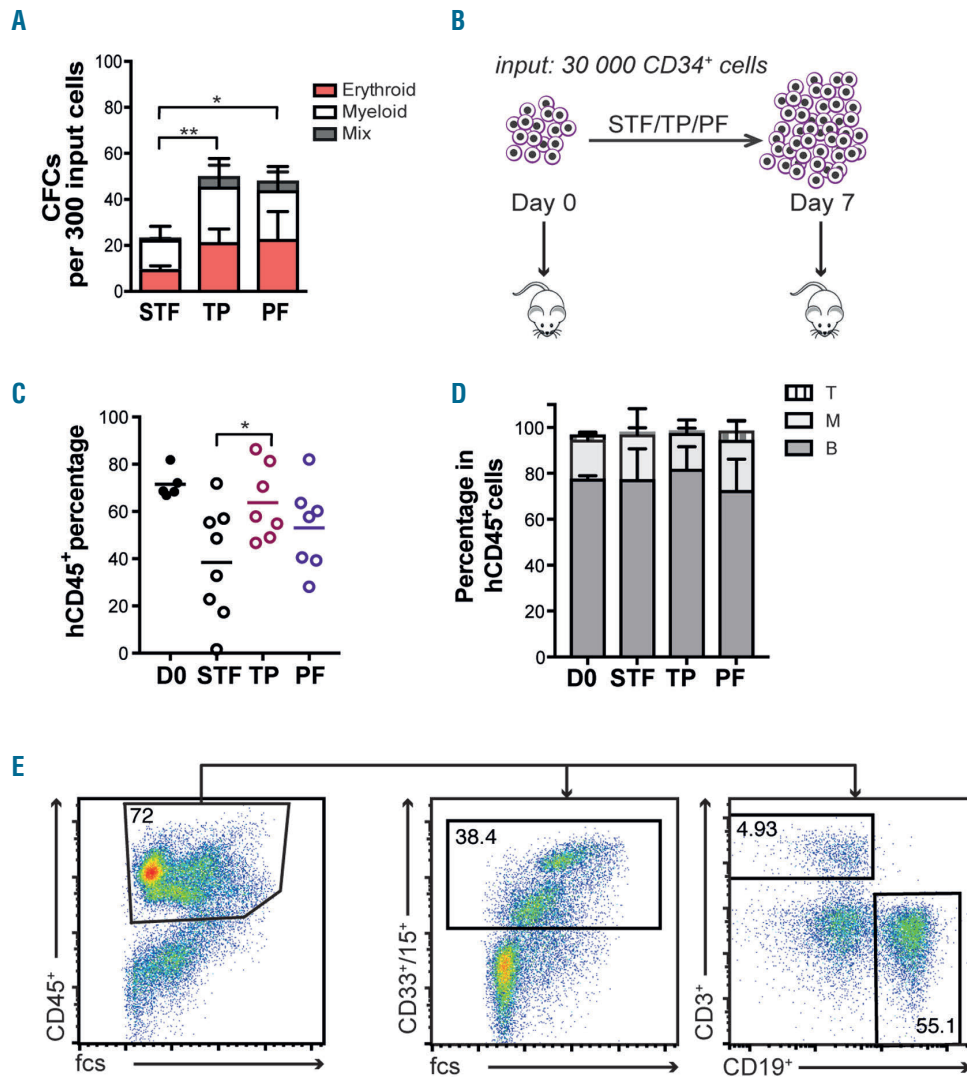 A
CFCs
per 300 input cells
100
80
60
40
20
0
*
**
Erythroid
Myeloid
Mix
STF TP PF
B
input: 30 000 CD34+ cells
STF/TP/PF
Day 0
Day 7
C
hCD45+percentage
100
80
60
40
20
0
*
D0 STF TP PF
D
Percentage in
hCD45+cells
100
80
60
40
20
0
T
M
B
D0 STF TP PF
E
72
CD45+
fcs
38.4
CD33+/15+
fcs
4.93
55.1
CD3+
CD19+